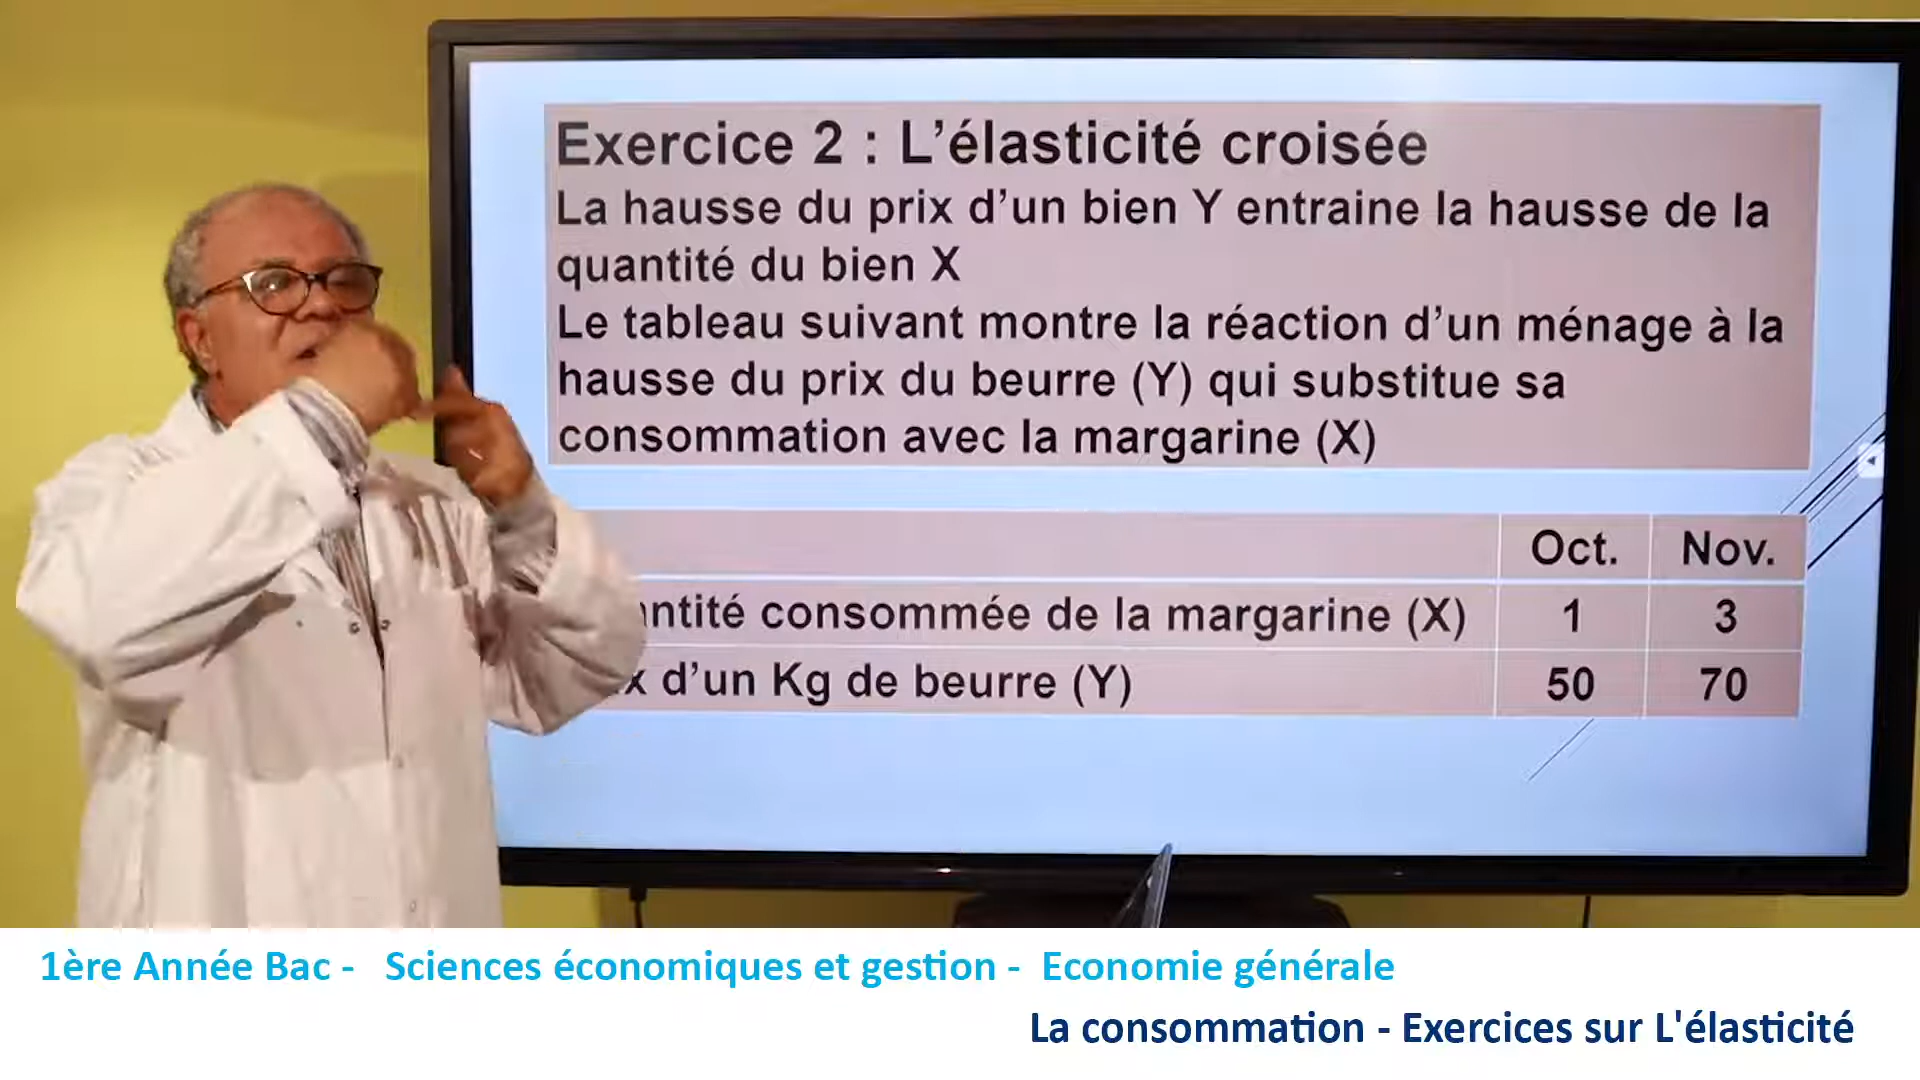 Exercice 2 : L’élasticité croisée
La hausse du prix d’un bien Y entraine la hausse de la
quantité du bien X
Le tableau suivant montre la réaction d’un ménage à la
hausse du prix du beurre (Y) qui substitue sa
consommation avec la margarine (X)
Oct. Nov.
consommée de la margarine (X) 1 3
d’un Kg de beurre (Y) 50 70
1ère Année Bac - Sciences économiques et gestion - Economie générale
La consommation - Exercices sur L'élasticité